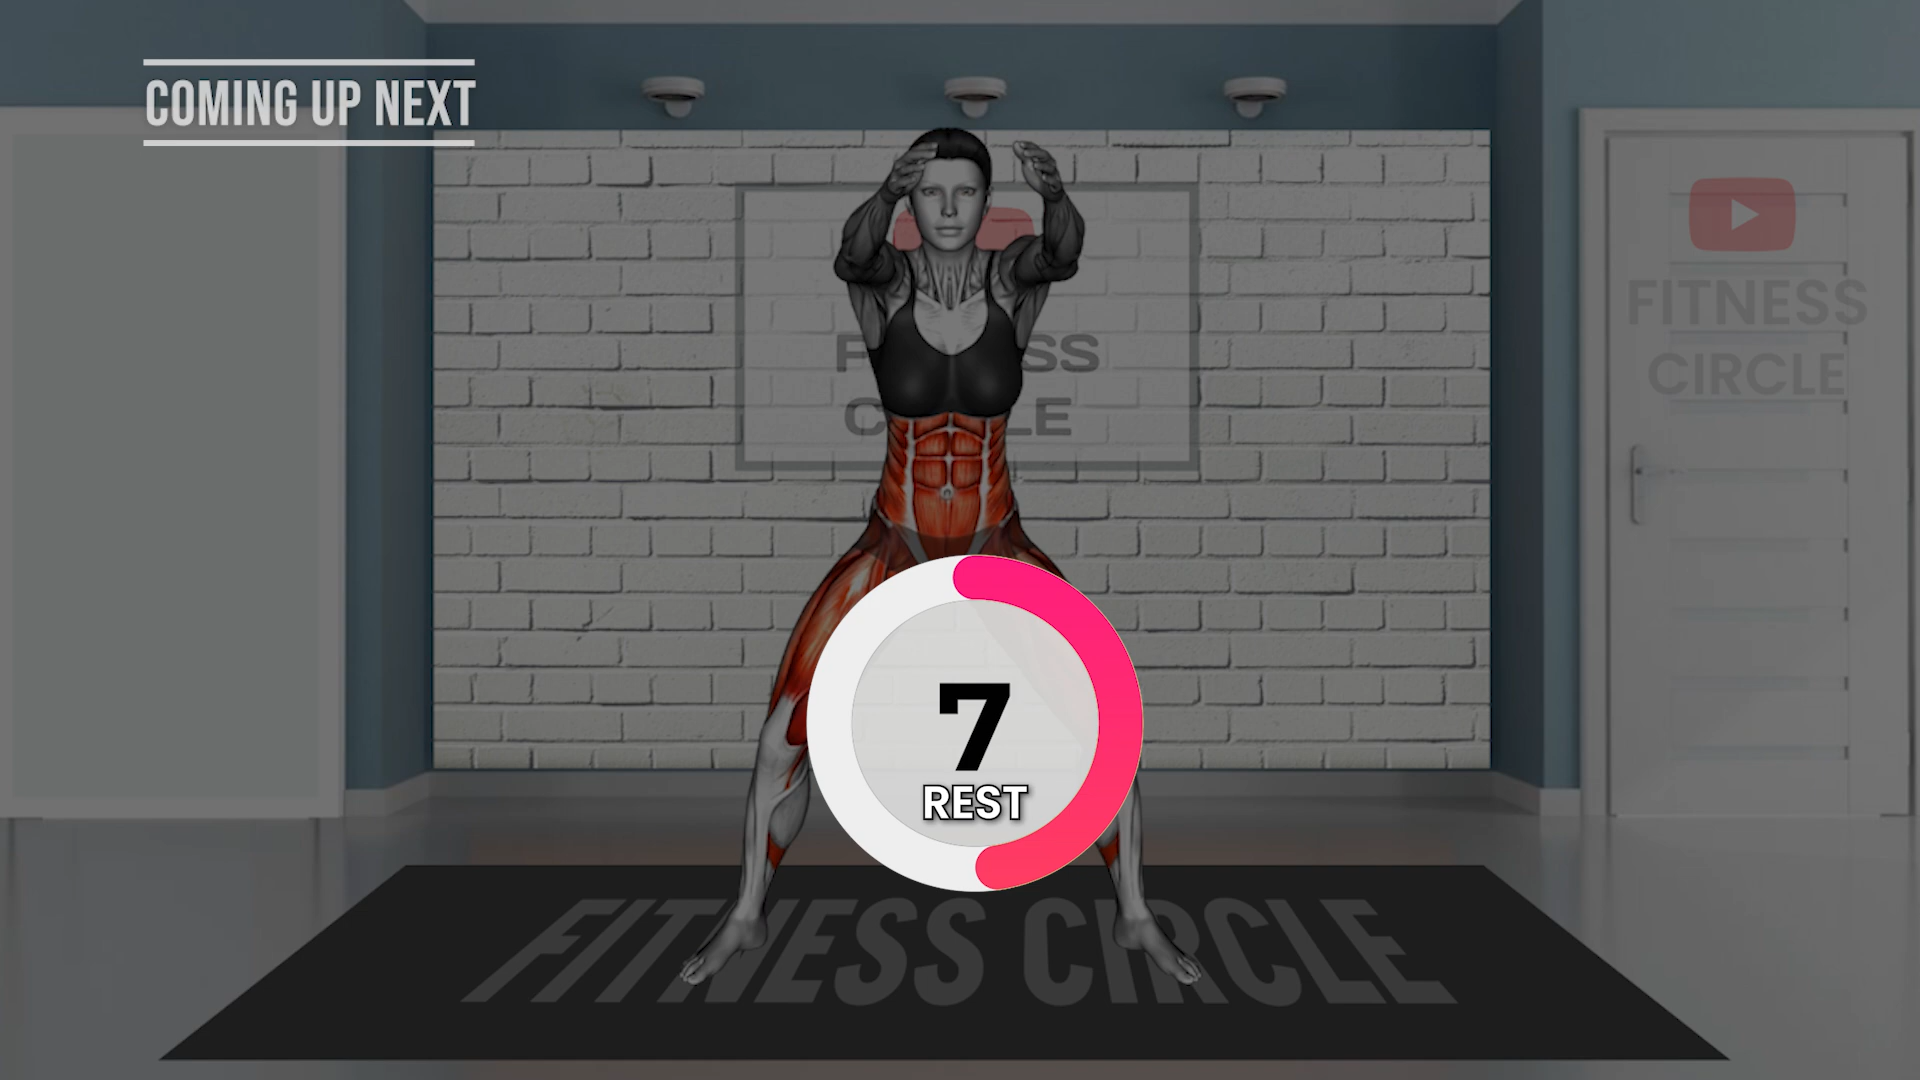 COMING UP NEXT
FITNESS
CIRCLE
7
REST
FITNESS CIRCLE